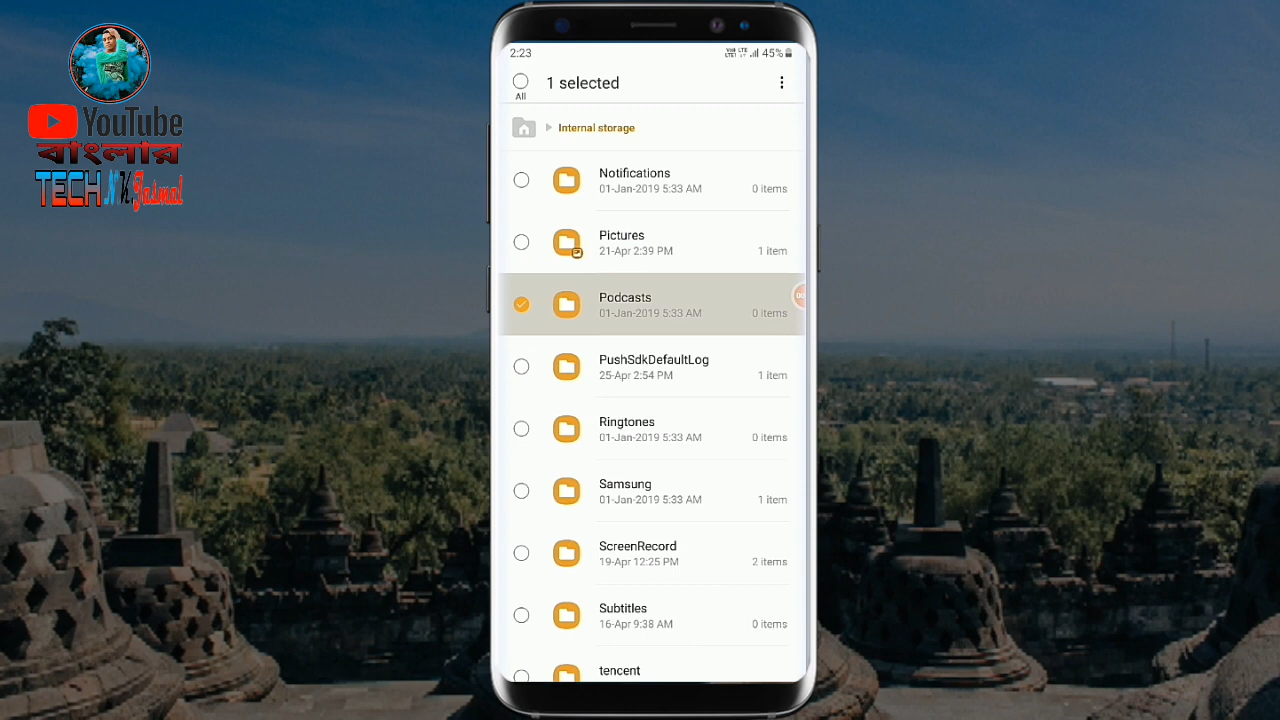 YouTube
বাংলার
TECH N K Jasmal
2:23
45%
All
1 selected
Internal storage
Notifications
01-Jan-2019 5:33 AM
0 items
Pictures
21-Apr 2:39 PM
1 item
Podcasts
01-Jan-2019 5:33 AM
0 items
PushSdkDefaultLog
25-Apr 2:54 PM
1 item
Ringtones
01-Jan-2019 5:33 AM
0 items
Samsung
01-Jan-2019 5:33 AM
1 item
ScreenRecord
19-Apr 12:25 PM
2 items
Subtitles
16-Apr 9:38 AM
0 items
tencent